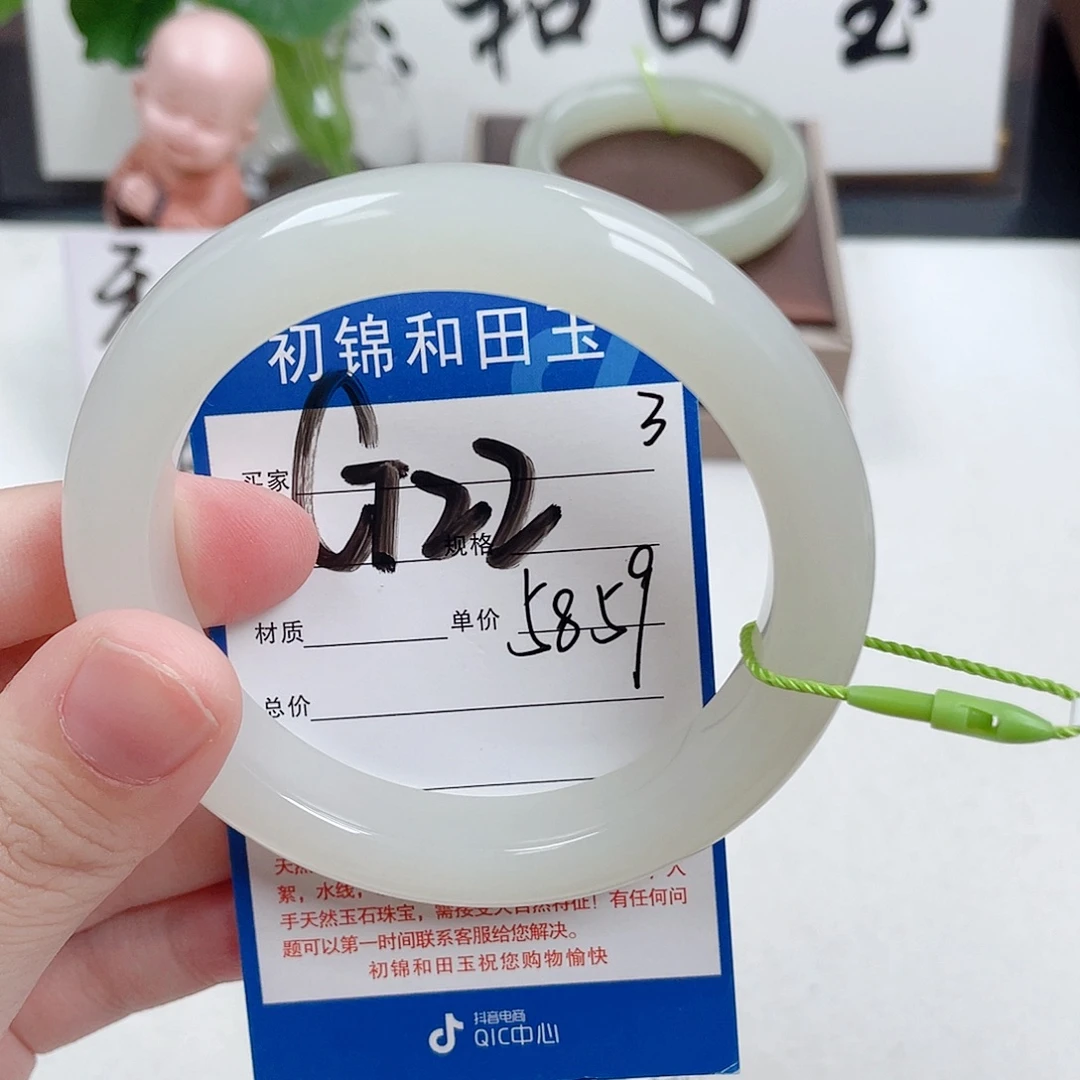 和田玉
初锦和田玉
3
买家
G22
规格
材质
单价
5859
总价
天然
絮，水线，
手天然玉石珠宝，需接受大自然特征！有任何问
题可以第一时间联系客服给您解决。
初锦和田玉祝您购物愉快
抖音电商
QIC中心